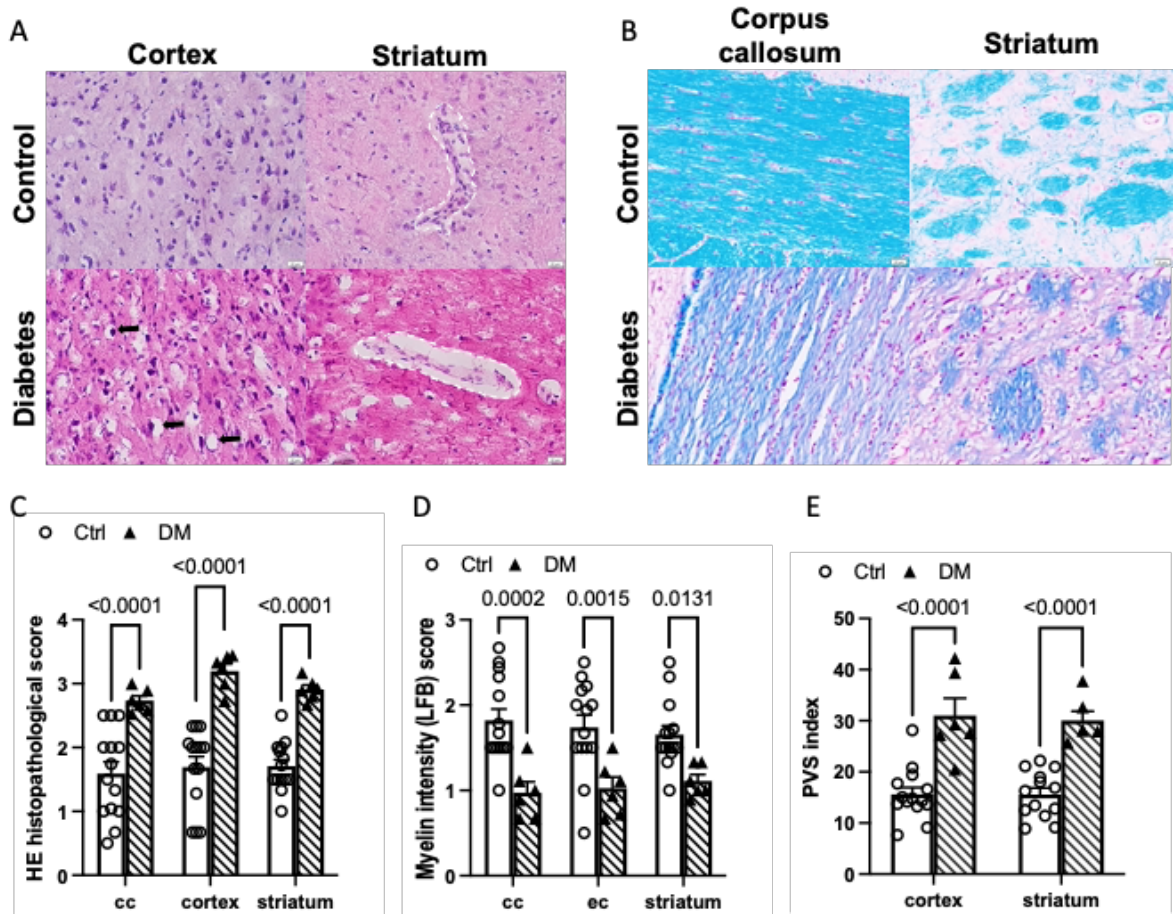 A
Cortex
Striatum
Control
Diabetes
B
Corpus
callosum
Striatum
Control
Diabetes
C
Ctrl DM
<0.0001
<0.0001
<0.0001
HE histopathological score
4
3
2
1
0
cc cortex striatum
D
Ctrl DM
0.0002 0.0015 0.0131
Myelin intensity (LFB) score
3
2
1
0
cc ec striatum
E
Ctrl DM
<0.0001 <0.0001
PVS index
50
40
30
20
10
0
cortex striatum